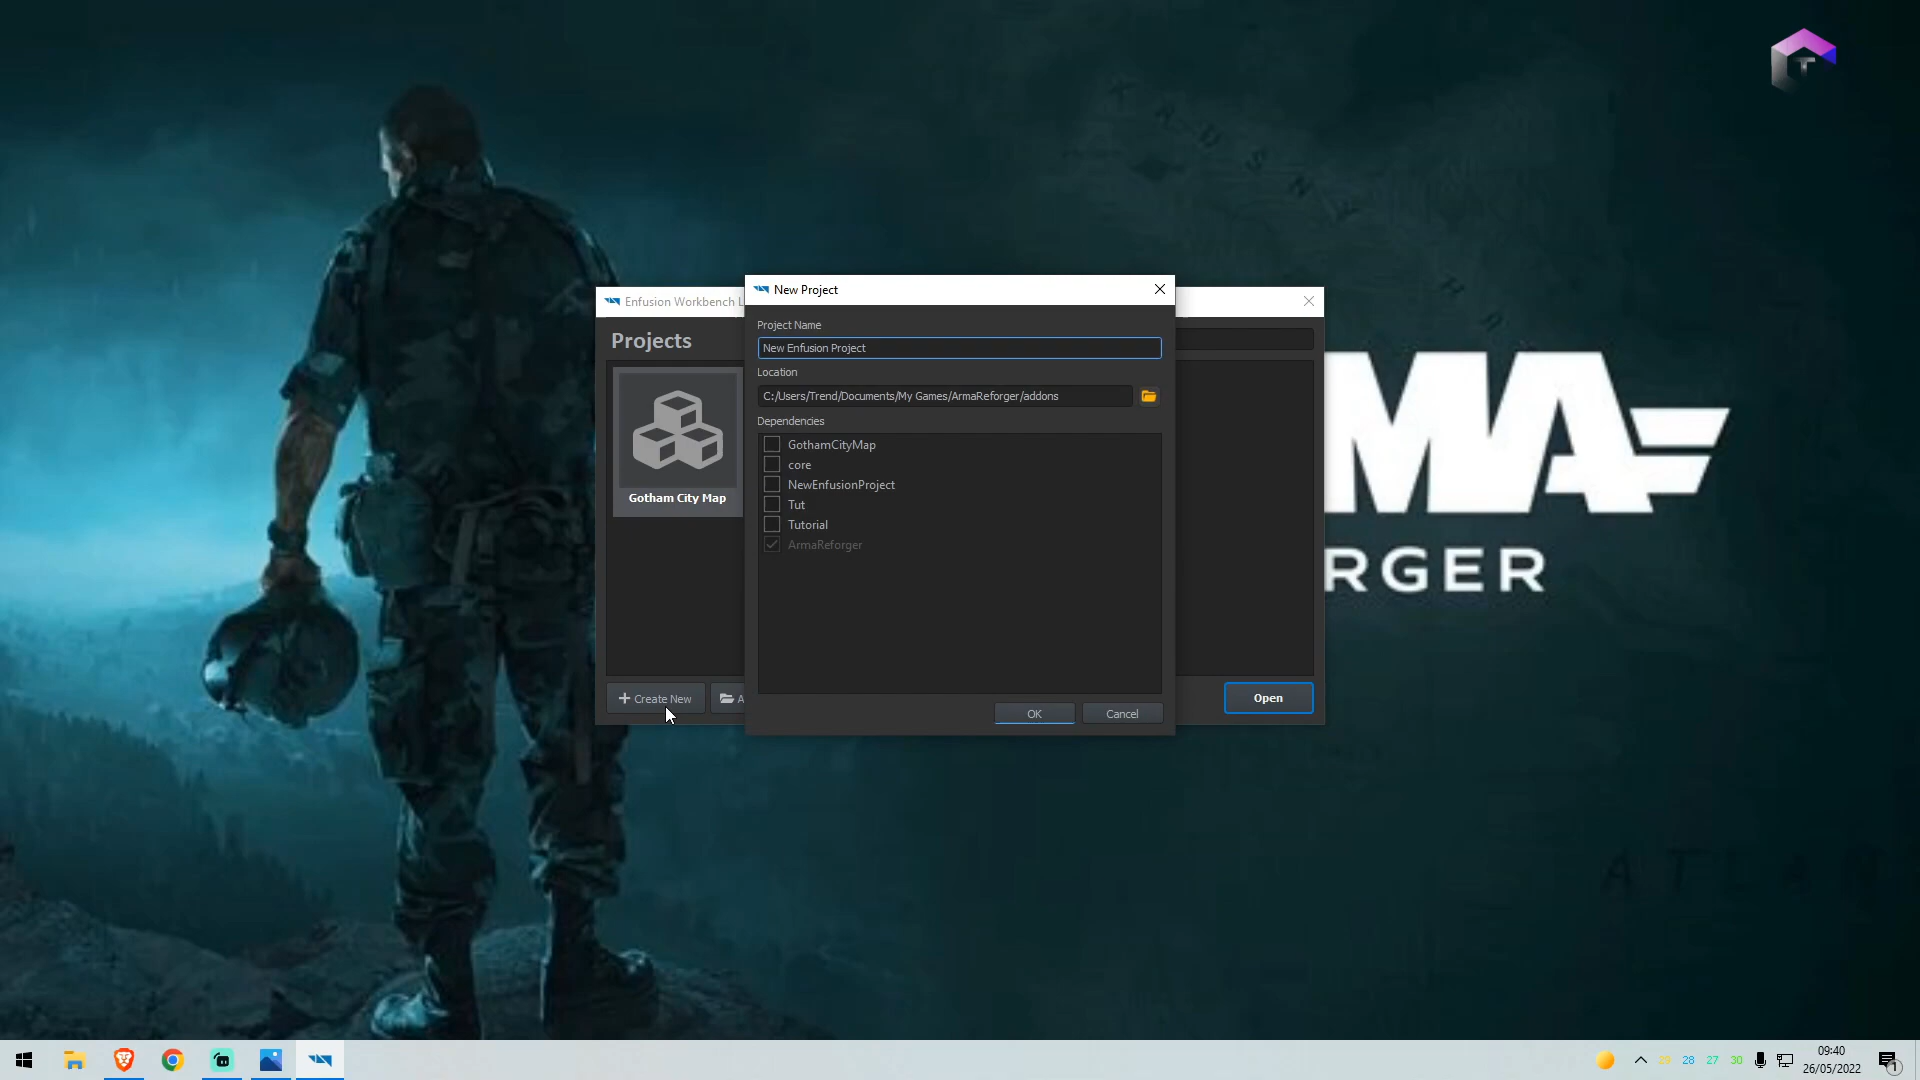 T
Enfusion Workbench L
New Project
Projects
Project Name
New Enfusion Project
Location
C:/Users/Trend/Documents/My Games/ArmaReforger/addons
Dependencies
GothamCityMap
core
NewEnfusionProject
Tut
Tutorial
ArmaReforger
Gotham City Map
Create New
A
OK
Cancel
Open
MA
RGER
28
27
30
09:40
26/05/2022
1